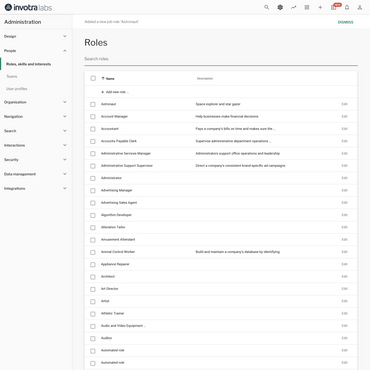 invotra labs
Administration
Added a new job role 'Astronaut'
DISMISS
Design
People
Roles, skills and interests
Teams
User profiles
Organisation
Navigation
Search
Interactions
Security
Data management
Integrations
Roles
Search roles
Name Description
+ Add new role ...
Astronaut Space explorer and star gazer Edit
Account Manager Help businesses make financial decisions Edit
Accountant Pays a company's bills on time and makes sure the ... Edit
Accounts Payable Clerk Supervise administrative department operations ... Edit
Administrative Services Manager Administrators support office operations and leadership Edit
Administrative Support Supervisor Direct a company's consistent brand-specific ad campaigns Edit
Administrator Edit
Advertising Manager Edit
Advertising Sales Agent Edit
Algorithm Developer Edit
Alteration Tailor Edit
Amusement Attendant Edit
Animal Control Worker Build and maintain a company's database by identifying Edit
Appliance Repairer Edit
Architect Edit
Art Director Edit
Artist Edit
Athletic Trainer Edit
Audio and Video Equipment ... Edit
Auditor Edit
Automated role Edit
Automated role Edit